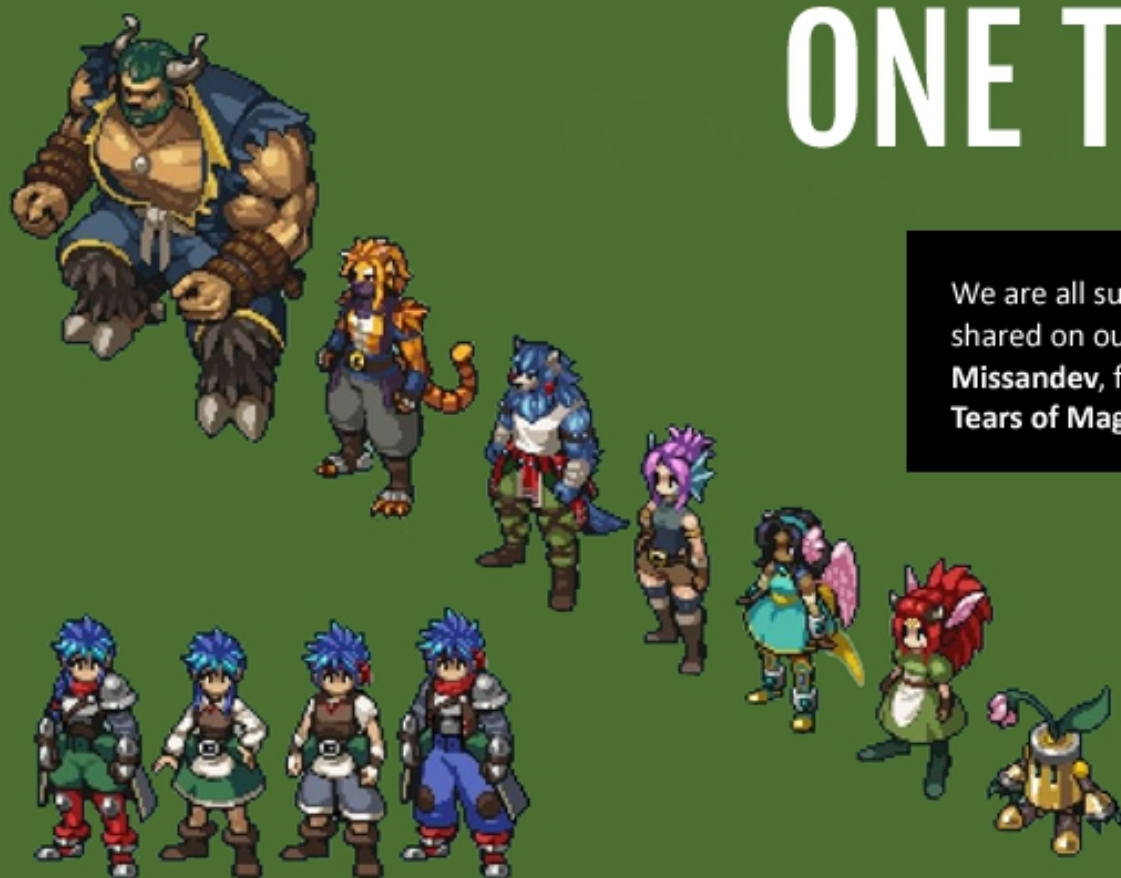 ONE T
We are all su
shared on ou
Missandev, f
Tears of Mag